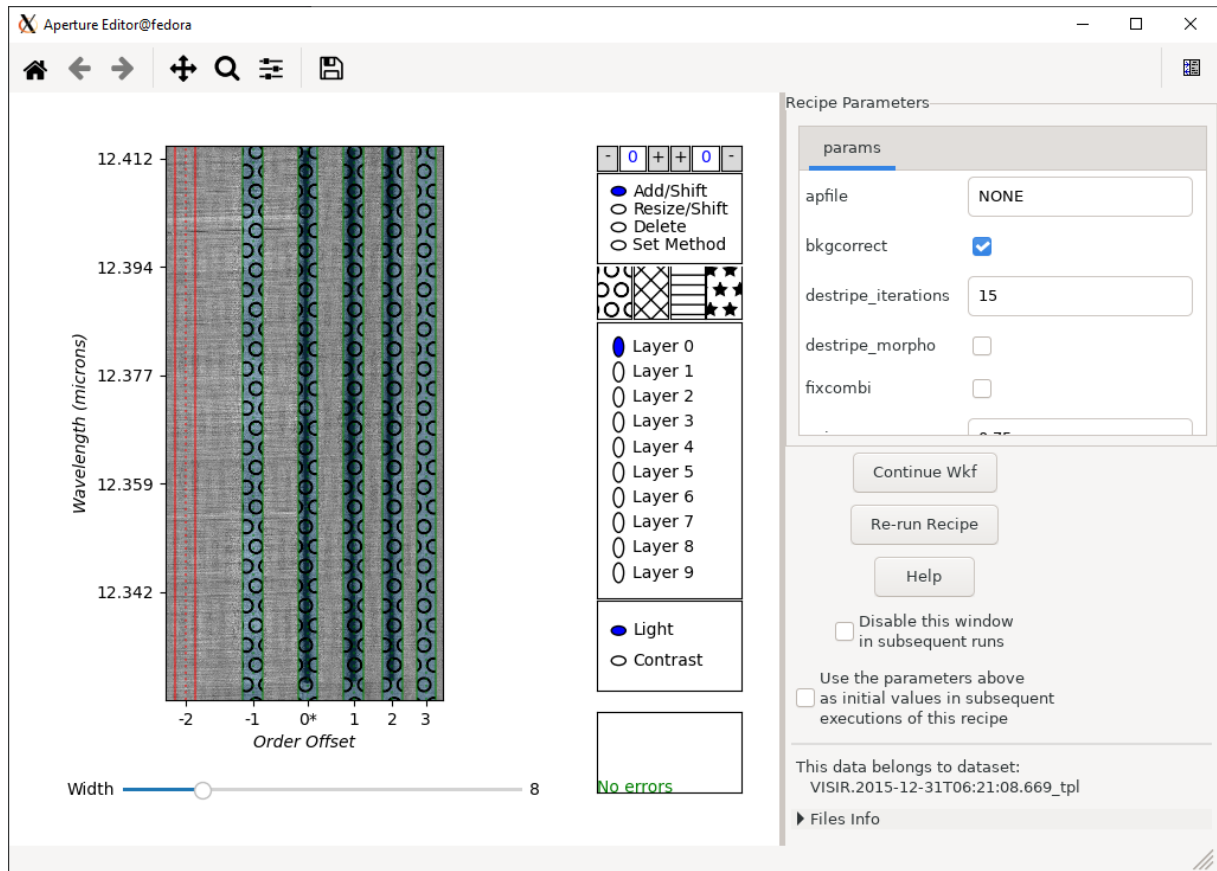 Aperture Editor@fedora
Recipe Parameters
params
apfile NONE
bkgcorrect
destripe_iterations 15
destripe_morpho
fixcombi
Continue Wkf
Re-run Recipe
Help
Disable this window
in subsequent runs
Use the parameters above
as initial values in subsequent
executions of this recipe
This data belongs to dataset:
VISIR.2015-12-31T06:21:08.669_tpl
Files Info
- 0 + + 0 -
Add/Shift
Resize/Shift
Delete
Set Method
Layer 0
Layer 1
Layer 2
Layer 3
Layer 4
Layer 5
Layer 6
Layer 7
Layer 8
Layer 9
Light
Contrast
No errors
Wavelength (microns)
12.412
12.394
12.377
12.359
12.342
-2 -1 0* 1 2 3
Order Offset
Width 8